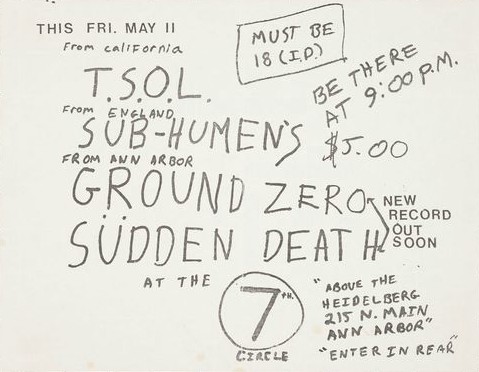 THIS FRI. MAY 11
MUST BE
18 (I.D.)
From California
T.S.O.L.
BE THERE
AT 9:00 P.M.
$5.00
From ENGLAND
SUB-HUMEN'S
FROM ANN ARBOR
GROUND ZERO
SÜDDEN DEATH
NEW
RECORD
OUT
SOON
AT THE
7TH.
CIRCLE
"ABOVE THE
HEIDELBERG
215 N. MAIN
ANN ARBOR"
"ENTER IN REAR"